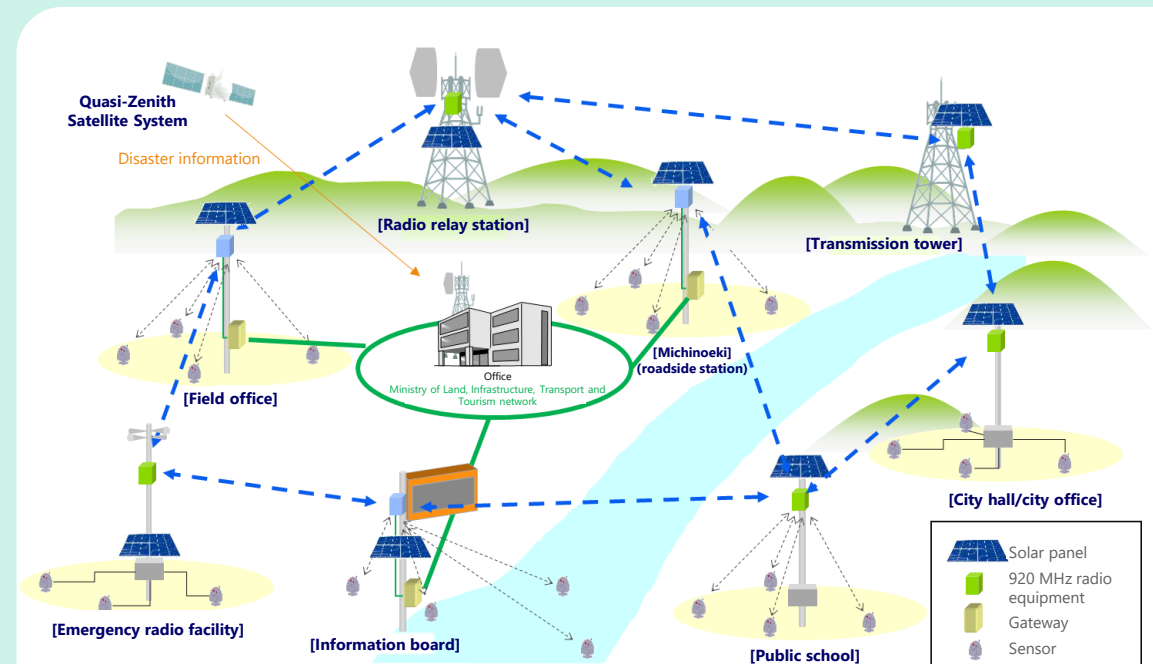 Quasi-Zenith
Satellite System
Disaster information
[Radio relay station]
[Transmission tower]
[Field office]
[Michinoeki]
(roadside station)
Office
Ministry of Land, Infrastructure, Transport and
Tourism network
[City hall/city office]
[Emergency radio facility]
[Information board]
[Public school]
Solar panel
920 MHz radio
equipment
Gateway
Sensor